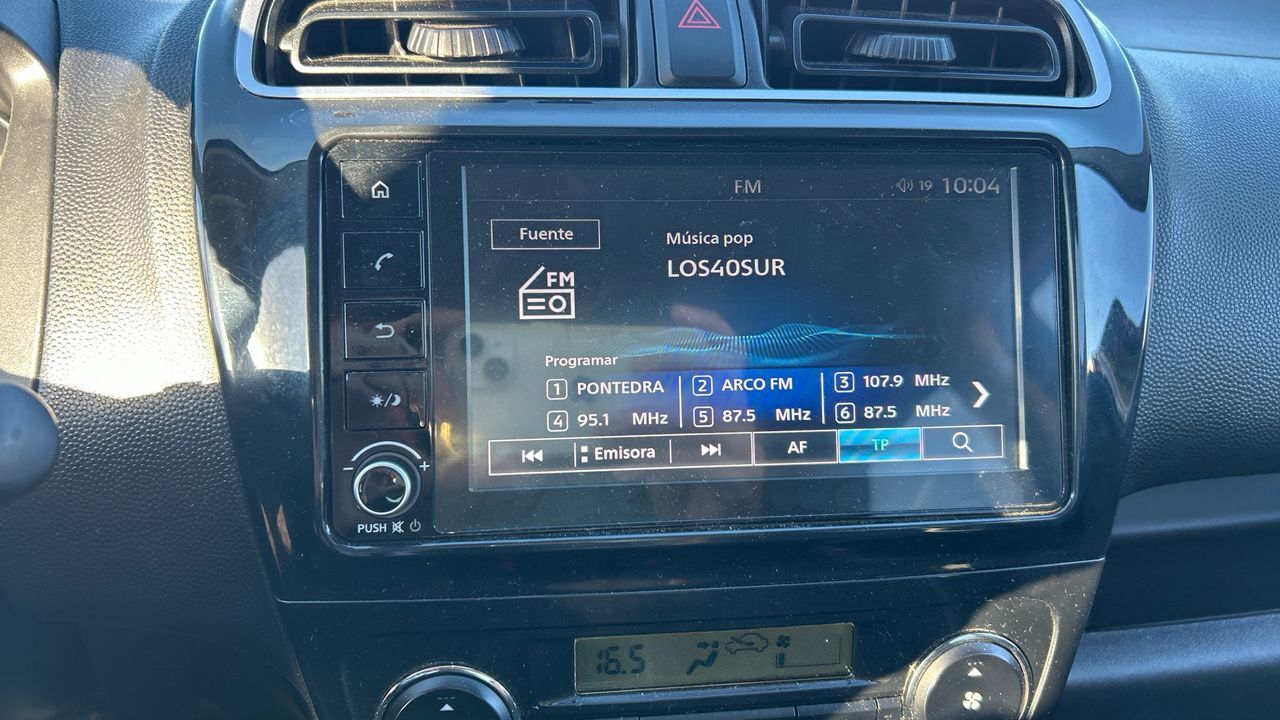 FM 19 10:04
Fuente
Música pop
LOS40SUR
FM
Programar
1 PONTEDRA 2 ARCO FM 3 107.9 MHz
4 95.1 MHz 5 87.5 MHz 6 87.5 MHz
Emisora AF TP
PUSH
16.5